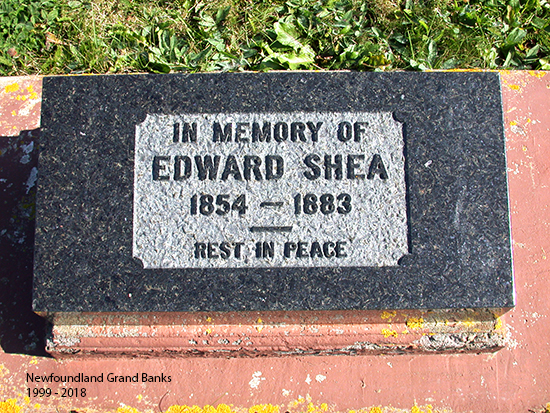 IN MEMORY OF
EDWARD SHEA
1854 - 1883
REST IN PEACE
Newfoundland Grand Banks
1999 - 2018